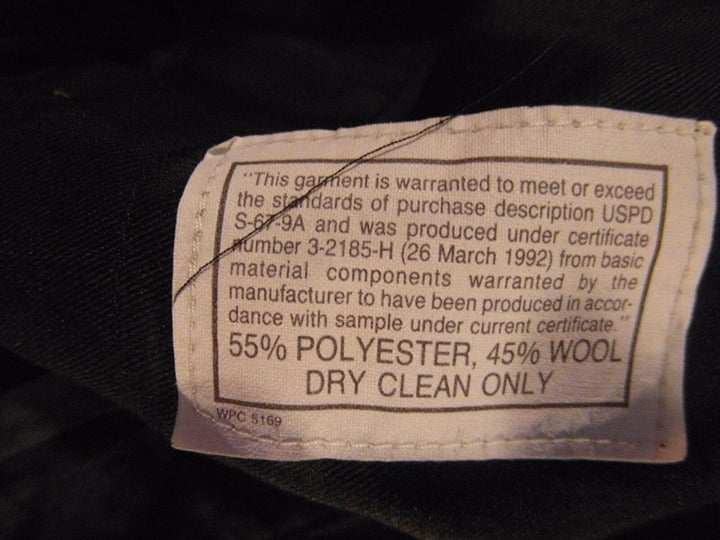 "This garment is warranted to meet or exceed
the standards of purchase description USPD
S-67-9A and was produced under certificate
number 3-2185-H (26 March 1992) from basic
material components warranted by the
manufacturer to have been produced in accor-
dance with sample under current certificate."
55% POLYESTER, 45% WOOL
DRY CLEAN ONLY
WPC 5169